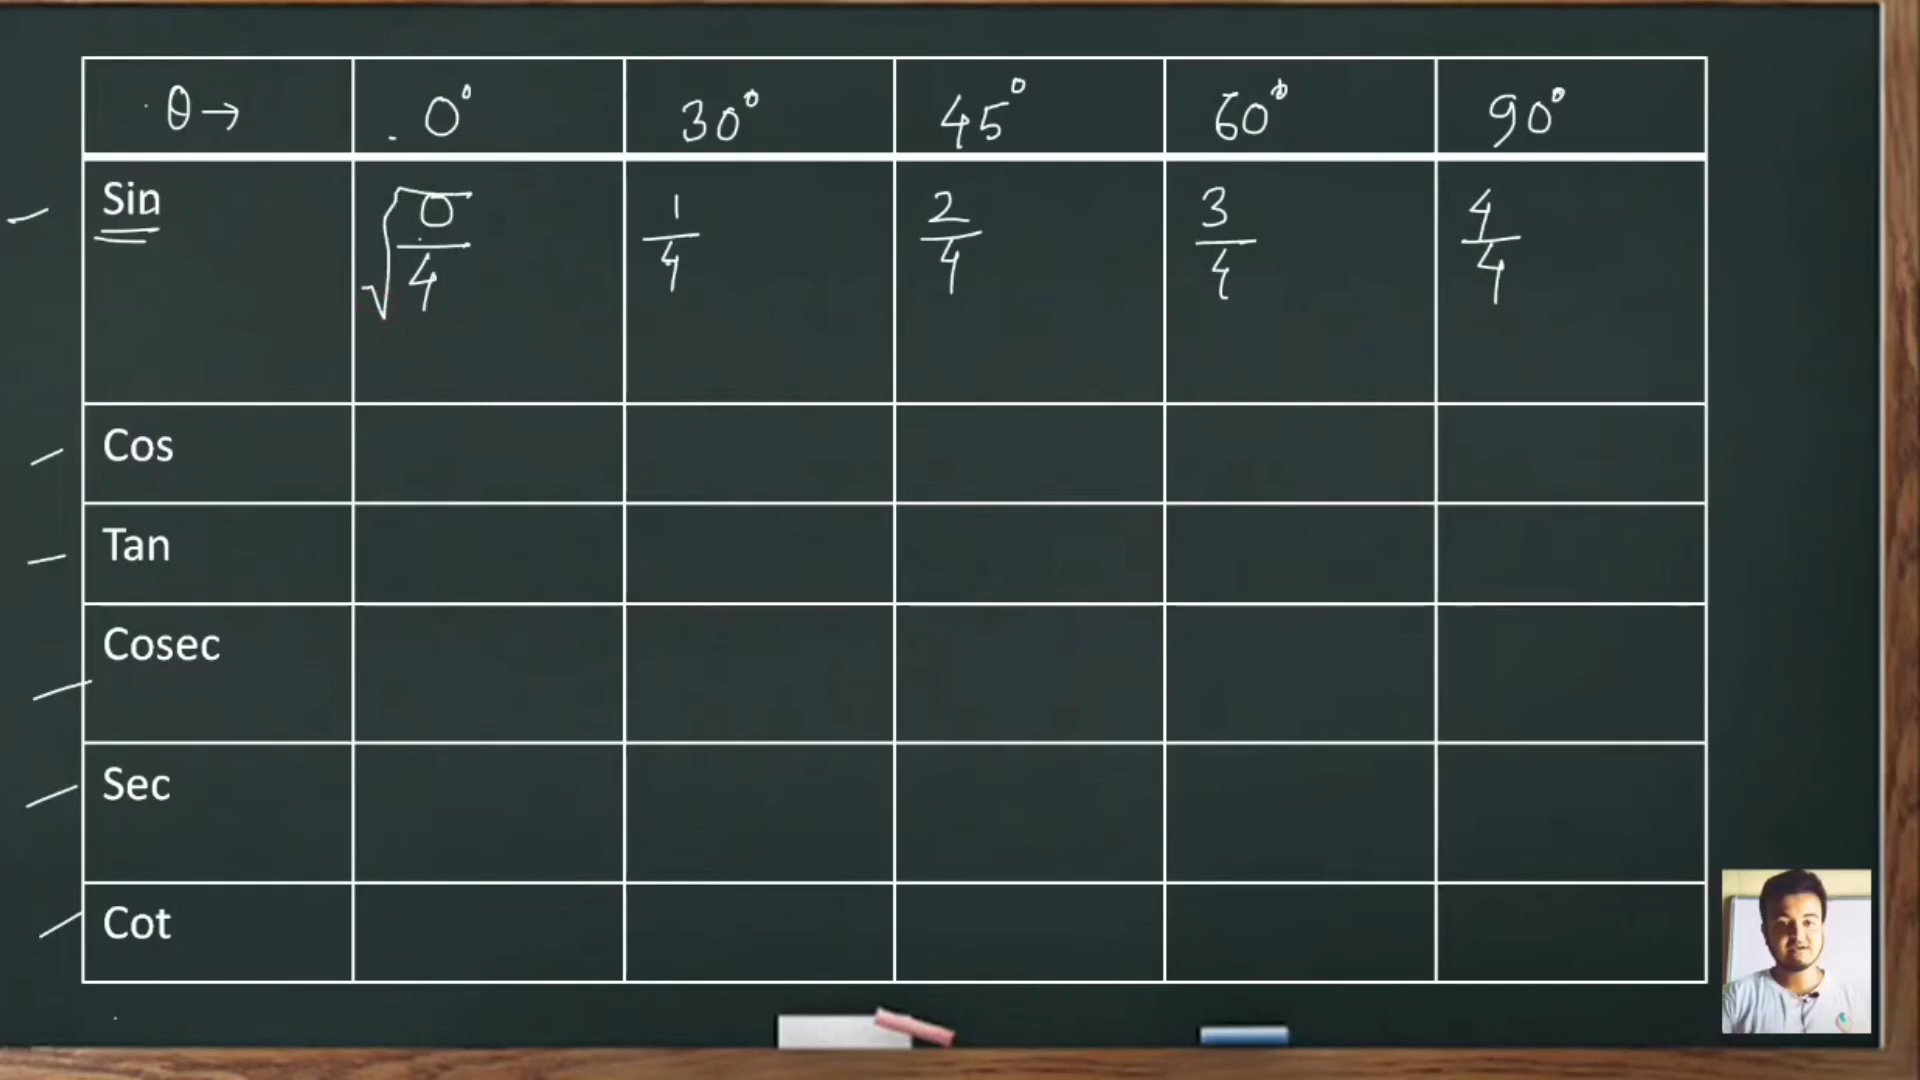 θ→ 0° 30° 45° 60° 90°
Sin √(0/4) 1/4 2/4 3/4 4/4
Cos
Tan
Cosec
Sec
Cot